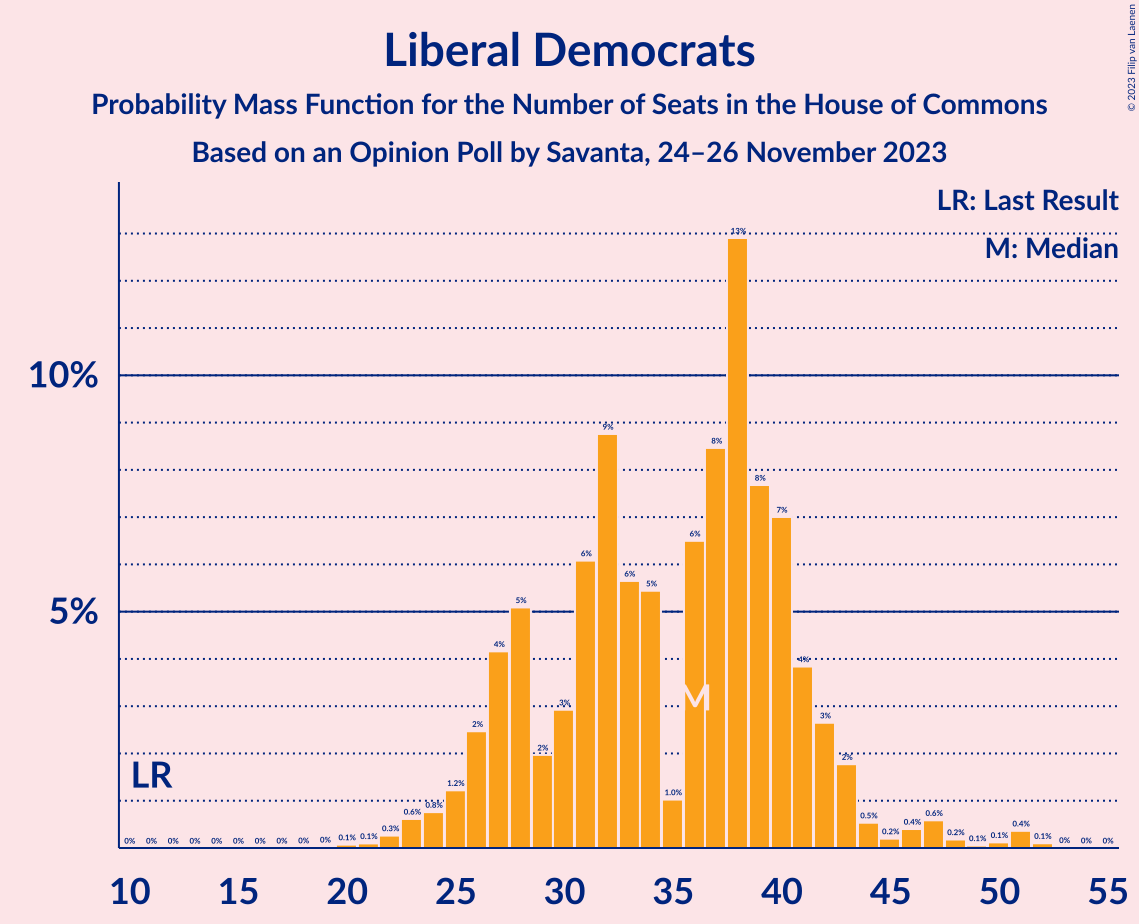 Liberal Democrats
Probability Mass Function for the Number of Seats in the House of Commons
Based on an Opinion Poll by Savanta, 24–26 November 2023
© 2023 Filip van Laenen
LR: Last Result
M: Median
10%
5%
LR
M
0% 0% 0% 0% 0% 0% 0% 0% 0% 0% 0.1% 0.1% 0.3% 0.6% 0.8% 1.2% 2% 4% 5% 2% 3% 6% 9% 6% 5% 1.0% 6% 8% 13% 8% 7% 4% 3% 2% 0.5% 0.2% 0.4% 0.6% 0.2% 0.1% 0.1% 0.4% 0.1% 0% 0% 0%
10 15 20 25 30 35 40 45 50 55